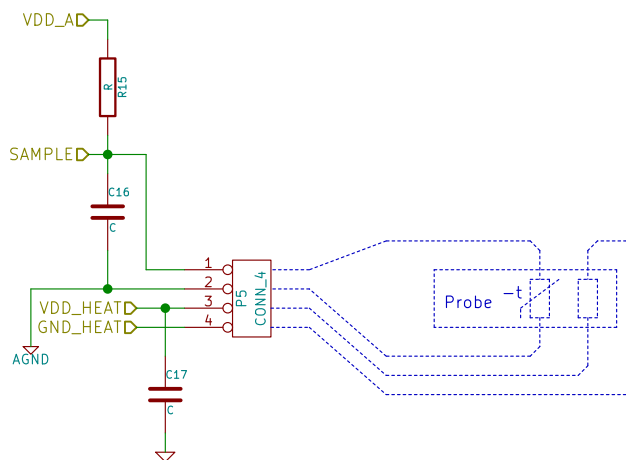 VDD_A
R
R15
SAMPLE
C16
C
1
2
3
4
P5
CONN_4
VDD_HEAT
GND_HEAT
AGND
Probe
-t
C17
C